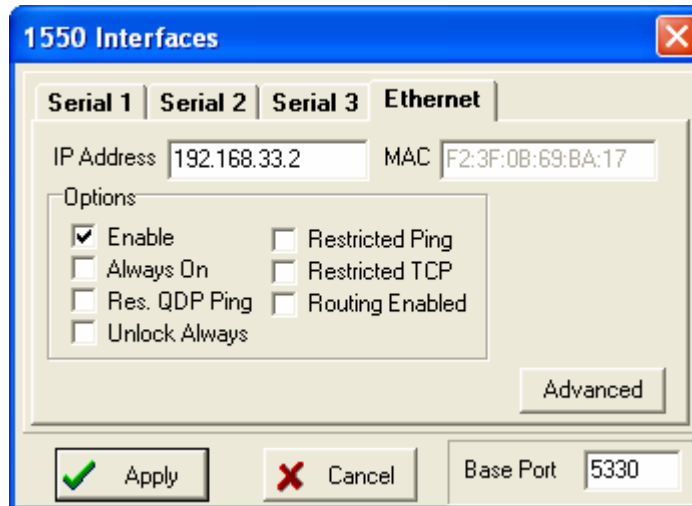 1550 Interfaces
Serial 1 Serial 2 Serial 3 Ethernet
IP Address 192.168.33.2 MAC F2:3F:0B:69:BA:17
Options
Enable Restricted Ping
Always On Restricted TCP
Res. QDP Ping Routing Enabled
Unlock Always
Advanced
Apply Cancel Base Port 5330